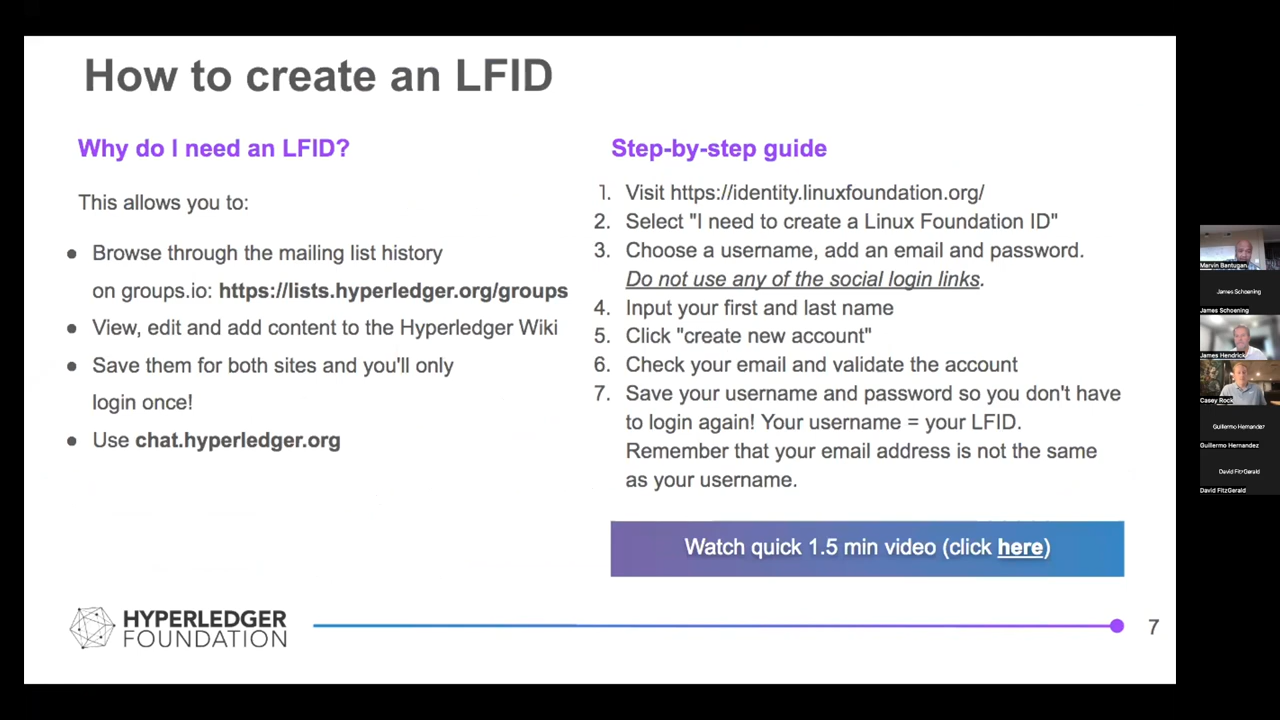 How to create an LFID
Why do I need an LFID?
This allows you to:
● Browse through the mailing list history
on groups.io: https://lists.hyperledger.org/groups
● View, edit and add content to the Hyperledger Wiki
● Save them for both sites and you'll only
login once!
● Use chat.hyperledger.org
Step-by-step guide
1. Visit https://identity.linuxfoundation.org/
2. Select "I need to create a Linux Foundation ID"
3. Choose a username, add an email and password.
Do not use any of the social login links.
4. Input your first and last name
5. Click "create new account"
6. Check your email and validate the account
7. Save your username and password so you don't have
to login again! Your username = your LFID.
Remember that your email address is not the same
as your username.
Watch quick 1.5 min video (click here)
HYPERLEDGER
FOUNDATION
7
Marvin Bantugan
James Schoening
James Schoening
James Hendrick
Casey Rock
Guillermo Hernandez
Guillermo Hernandez
David FitzGerald
David FitzGerald